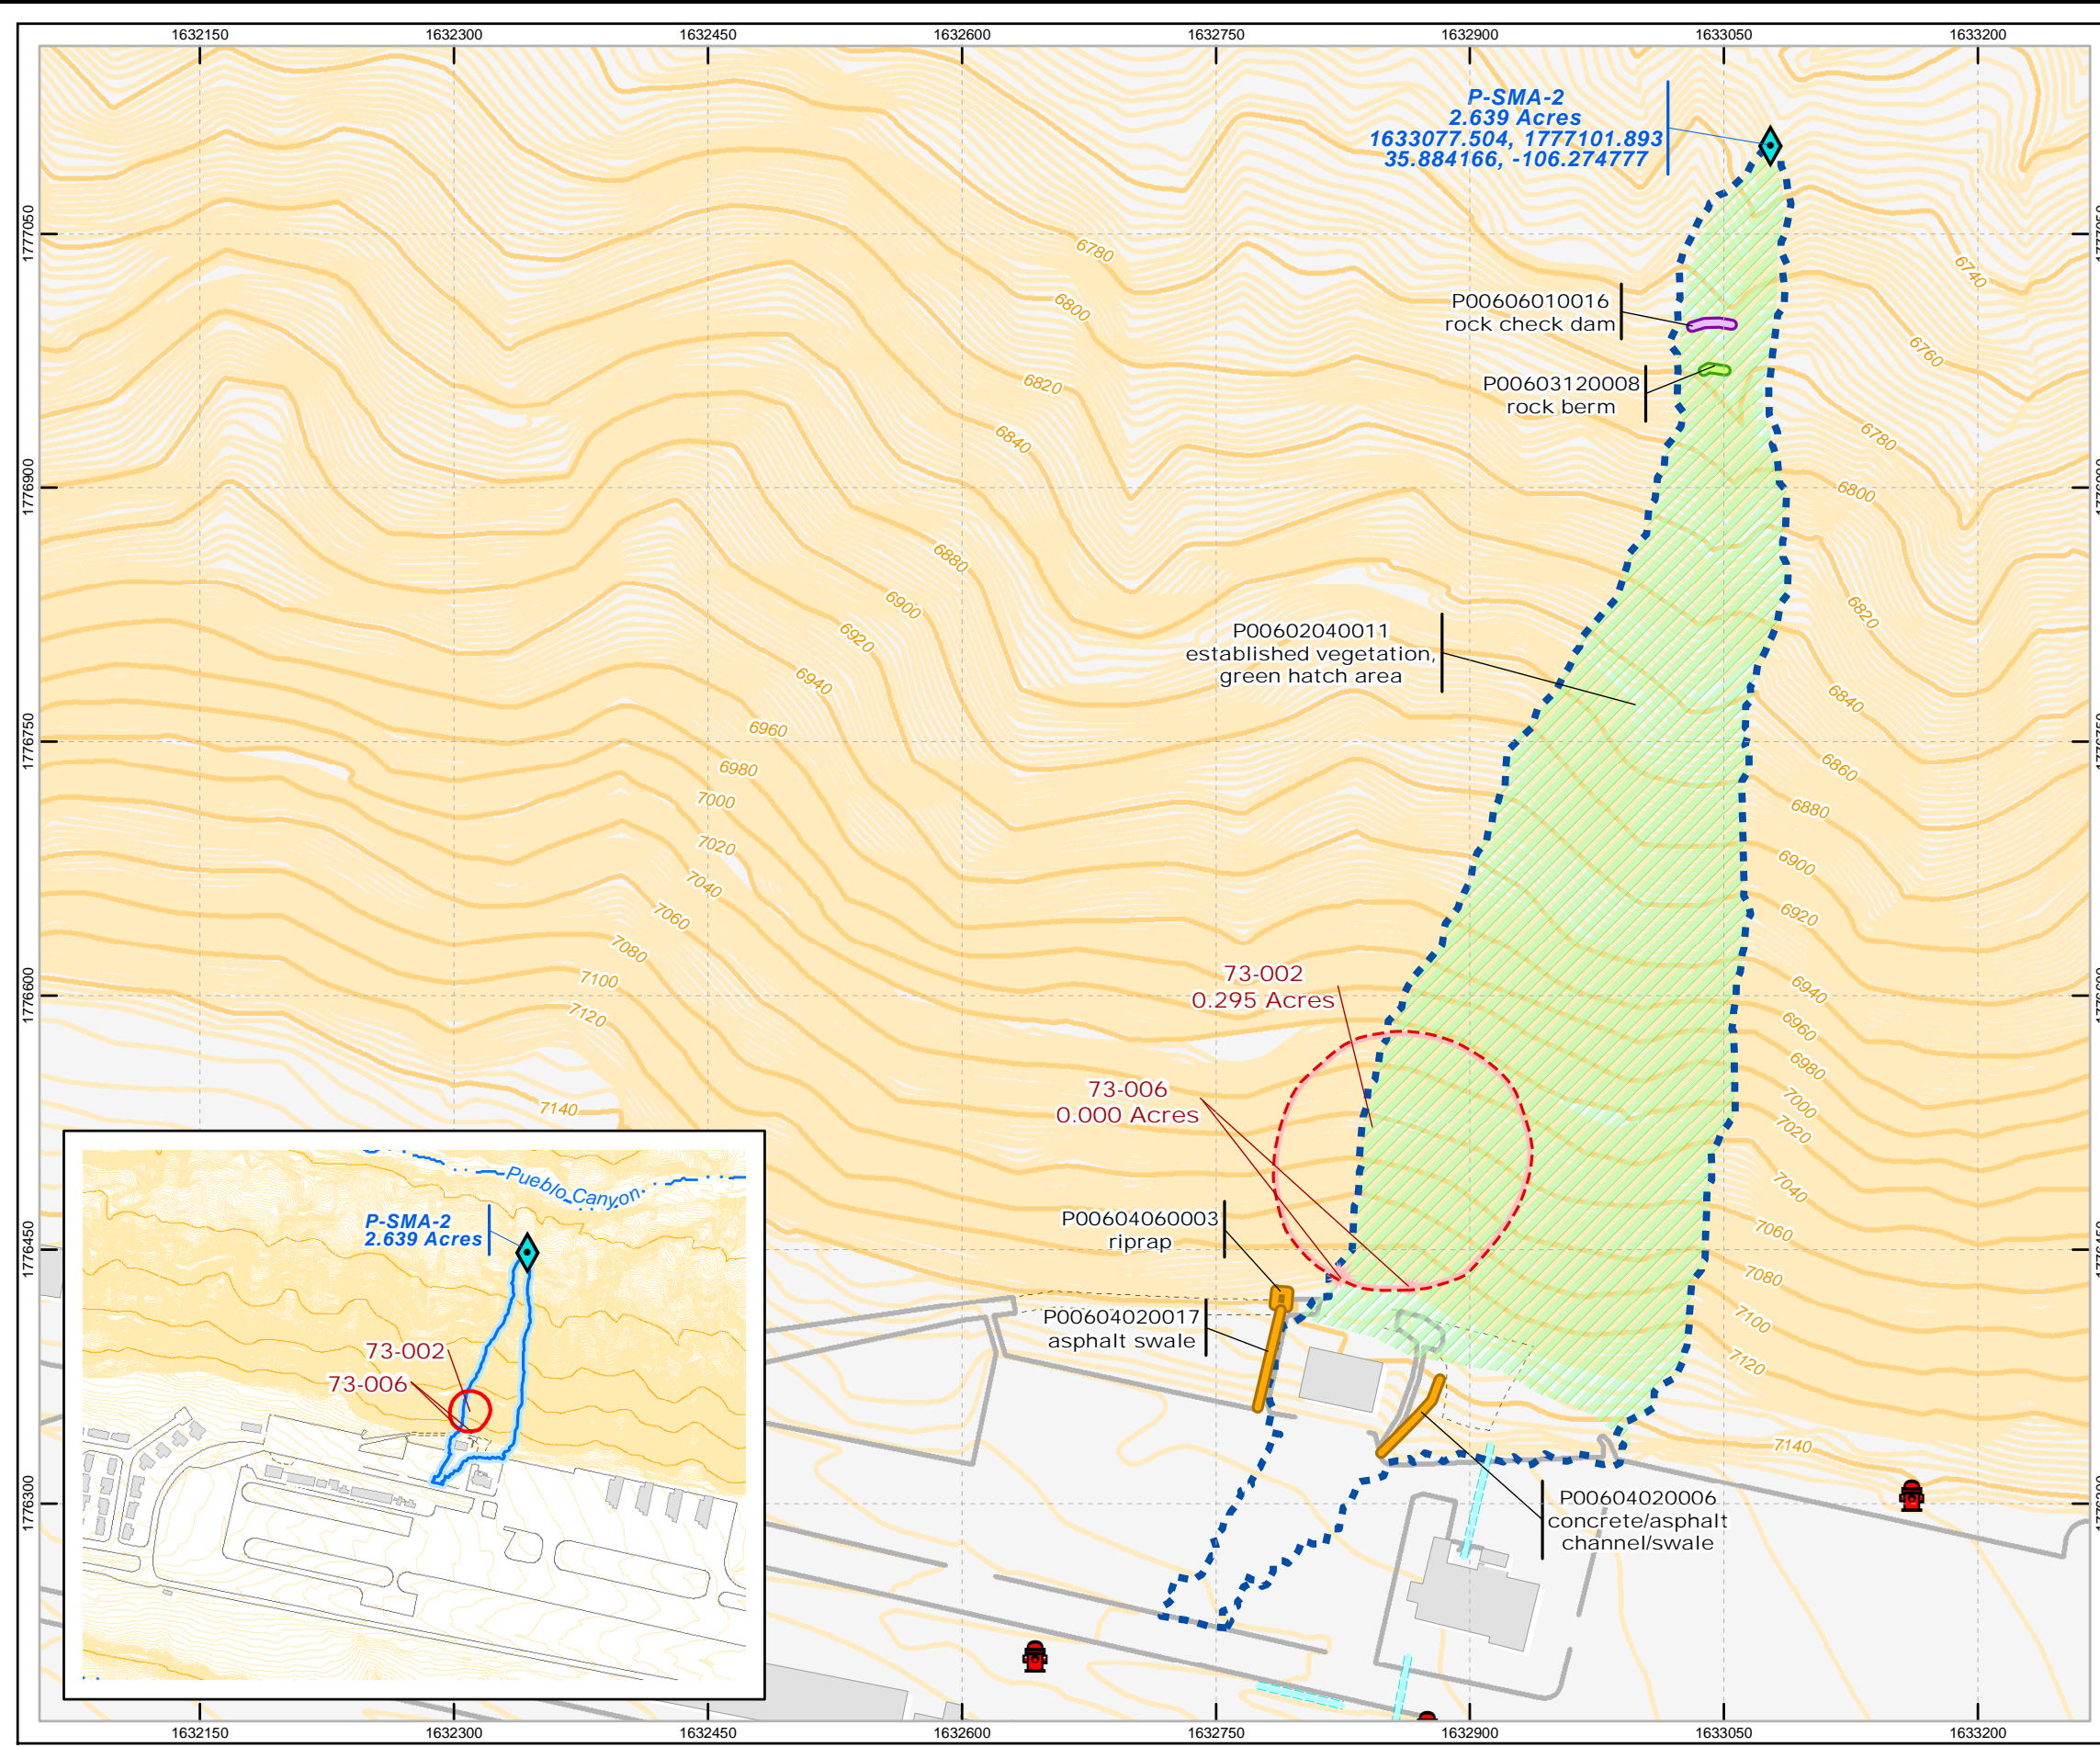 1632150 1632300 1632450 1632600 1632750 1632900 1633050 1633200
P-SMA-2
2.639 Acres
1633077.504, 1777101.893
35.884166, -106.274777
1777050
1777050
6780
6740
6800
P00606010016
rock check dam
6760
6820
P00603120008
rock berm
6840
6780
1776900
1776900
6800
6880
6900
6820
6920
P00602040011
established vegetation,
green hatch area
6940
6840
6960
1776750
1776750
6980
6860
7000
6880
7020
6900
7040
7060
6920
7080
7100
73-002
0.295 Acres
1776600
1776600
6940
7120
6960
6980
7140
73-006
0.000 Acres
7000
7020
7040
P00604060003
riprap
7060
1776450
1776450
7080
P00604020017
asphalt swale
7100
7120
7140
1776300
1776300
P00604020006
concrete/asphalt
channel/swale
Pueblo Canyon
P-SMA-2
2.639 Acres
73-002
73-006
1632150 1632300 1632450 1632600 1632750 1632900 1633050 1633200